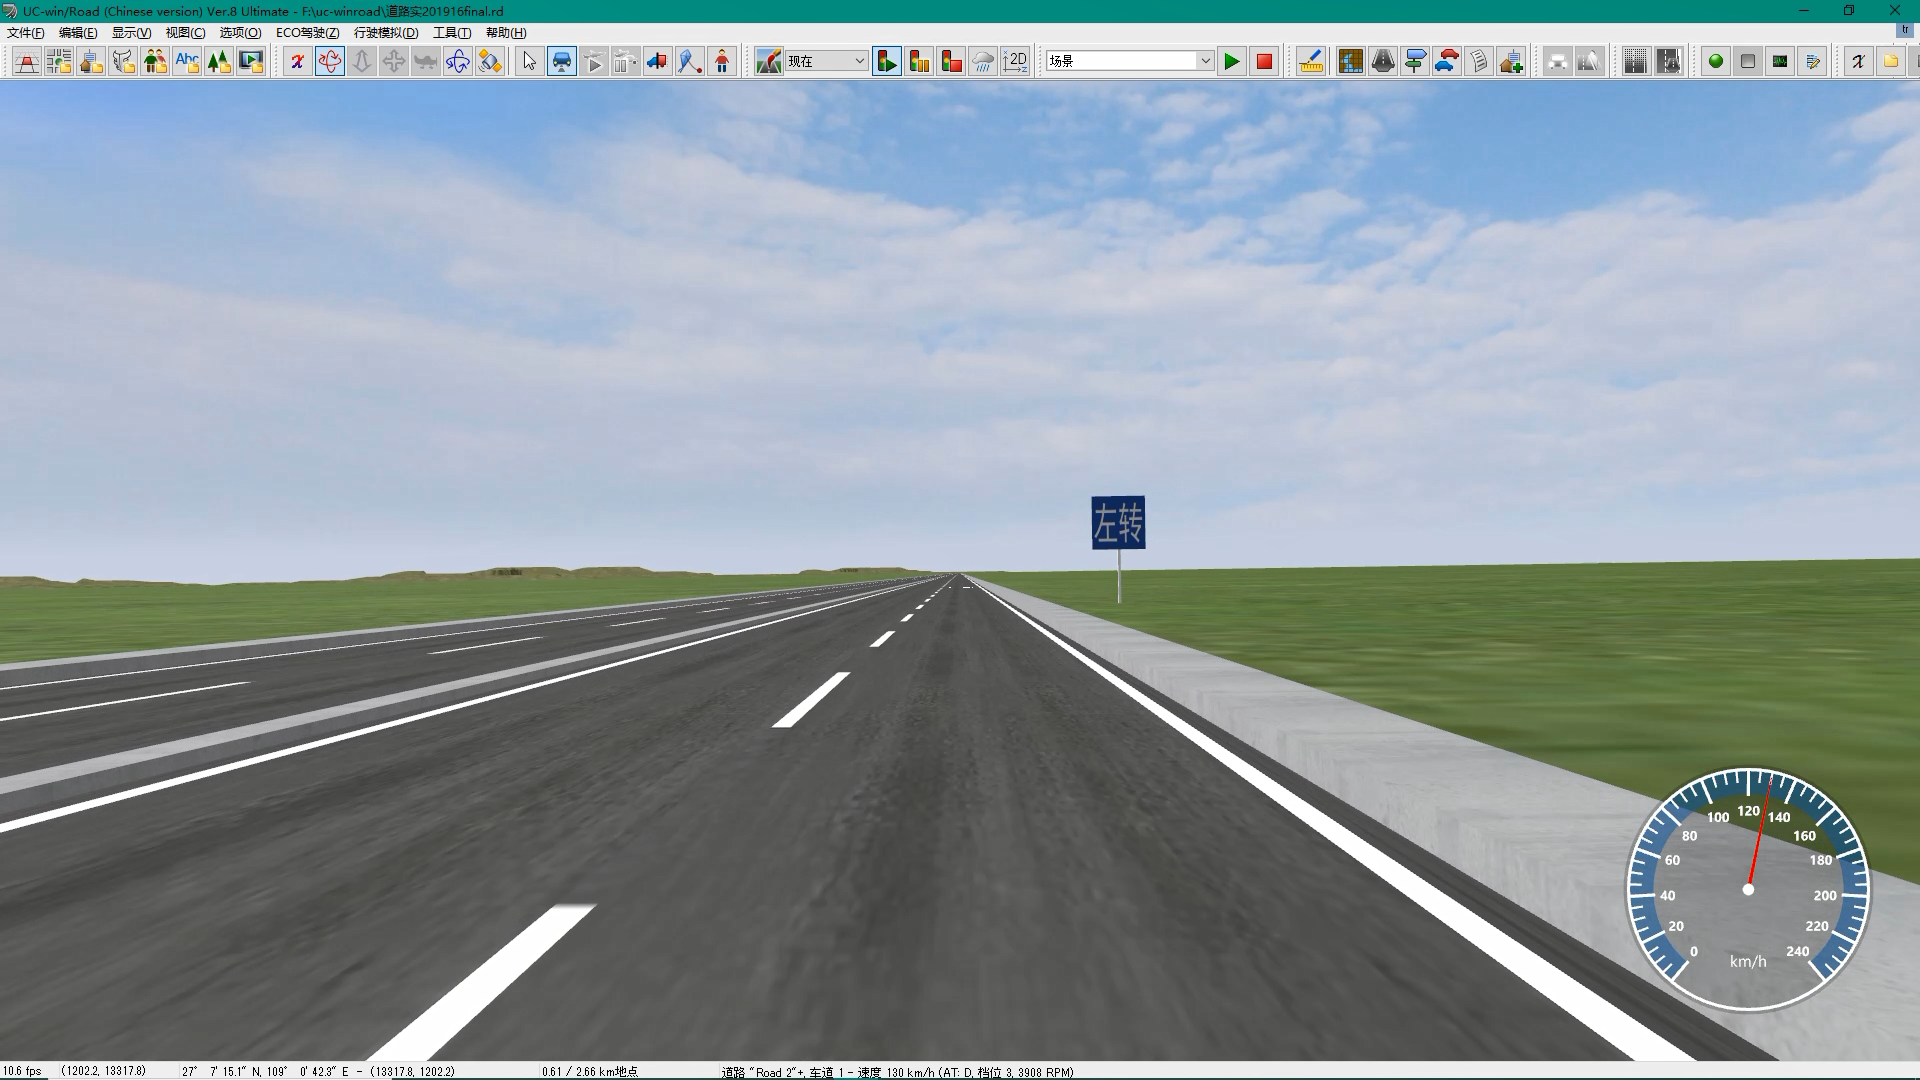 UC-win/Road (Chinese version) Ver.8 Ultimate - F:\uc-winroad\道路实201916final.rd
文件(F) 编辑(E) 显示(V) 视图(C) 选项(O) ECO驾驶(Z) 行驶模拟(D) 工具(T) 帮助(H)
tr
Abc
现在
2D
场景
左转
0
20
40
60
80
100
120
140
160
180
200
220
240
km/h
10.6 fps (1202.2, 13317.8) 27° 7' 15.1" N, 109° 0' 42.3" E - (13317.8, 1202.2) 0.61 / 2.66 km地点 道路 "Road 2"+, 车道 1 - 速度 130 km/h (AT: D, 档位 3, 3908 RPM)